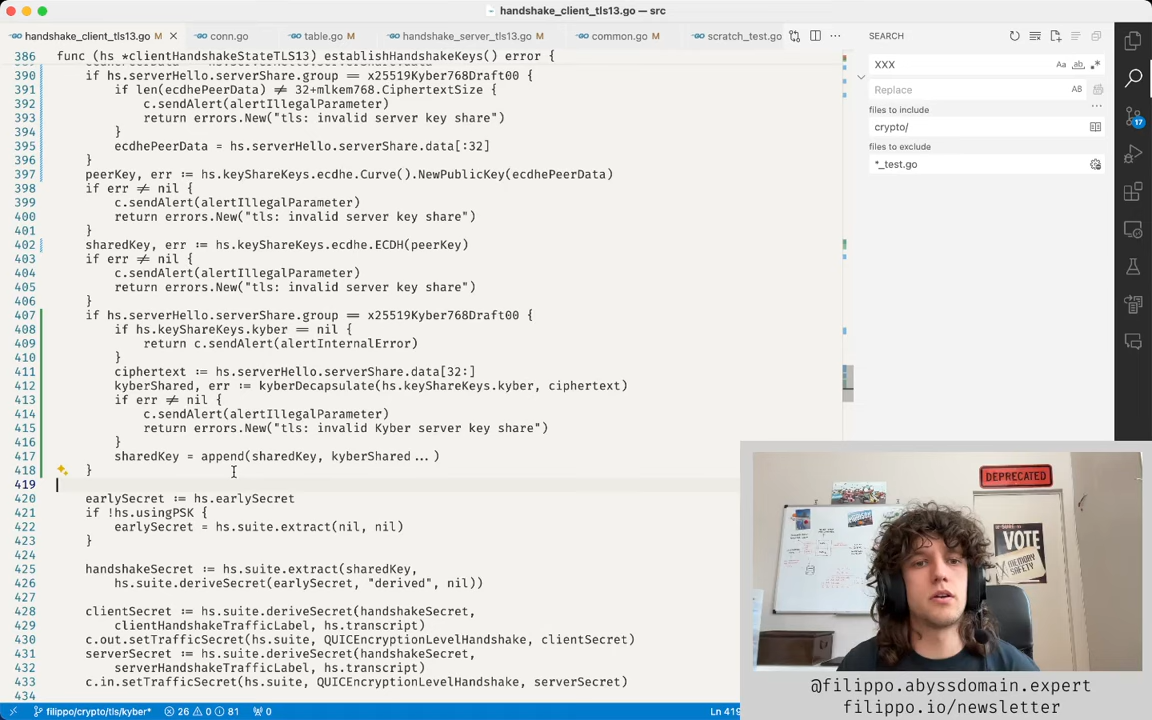 handshake_client_tls13.go — src
handshake_client_tls13.go M
conn.go
table.go M
handshake_server_tls13.go M
common.go M
scratch_test.go
SEARCH
386 func (hs *clientHandshakeStateTLS13) establishHandshakeKeys() error {
390 if hs.serverHello.serverShare.group == x25519Kyber768Draft00 {
391 if len(ecdhePeerData) ≠ 32+mlkem768.CiphertextSize {
392 c.sendAlert(alertIllegalParameter)
393 return errors.New("tls: invalid server key share")
394 }
395 ecdhePeerData = hs.serverHello.serverShare.data[:32]
396 }
397 peerKey, err := hs.keyShareKeys.ecdhe.Curve().NewPublicKey(ecdhePeerData)
398 if err ≠ nil {
399 c.sendAlert(alertIllegalParameter)
400 return errors.New("tls: invalid server key share")
401 }
402 sharedKey, err := hs.keyShareKeys.ecdhe.ECDH(peerKey)
403 if err ≠ nil {
404 c.sendAlert(alertIllegalParameter)
405 return errors.New("tls: invalid server key share")
406 }
407 if hs.serverHello.serverShare.group == x25519Kyber768Draft00 {
408 if hs.keyShareKeys.kyber == nil {
409 return c.sendAlert(alertInternalError)
410 }
411 ciphertext := hs.serverHello.serverShare.data[32:]
412 kyberShared, err := kyberDecapsulate(hs.keyShareKeys.kyber, ciphertext)
413 if err ≠ nil {
414 c.sendAlert(alertIllegalParameter)
415 return errors.New("tls: invalid Kyber server key share")
416 }
417 sharedKey = append(sharedKey, kyberShared...)
418 }
419
420 earlySecret := hs.earlySecret
421 if !hs.usingPSK {
422 earlySecret = hs.suite.extract(nil, nil)
423 }
424
425 handshakeSecret := hs.suite.extract(sharedKey,
426 hs.suite.deriveSecret(earlySecret, "derived", nil))
427
428 clientSecret := hs.suite.deriveSecret(handshakeSecret,
429 clientHandshakeTrafficLabel, hs.transcript)
430 c.out.setTrafficSecret(hs.suite, QUICEncryptionLevelHandshake, clientSecret)
431 serverSecret := hs.suite.deriveSecret(handshakeSecret,
432 serverHandshakeTrafficLabel, hs.transcript)
433 c.in.setTrafficSecret(hs.suite, QUICEncryptionLevelHandshake, serverSecret)
434
XXX
Aa ab .*
Replace
AB
files to include
crypto/
files to exclude
*_test.go
17
DEPRECATED
VOTE
MEMORY
SAFETY
@filippo.abyssdomain.expert
filippo.io/newsletter
filippo/crypto/tls/kyber* 26 0 81 0
Ln 419